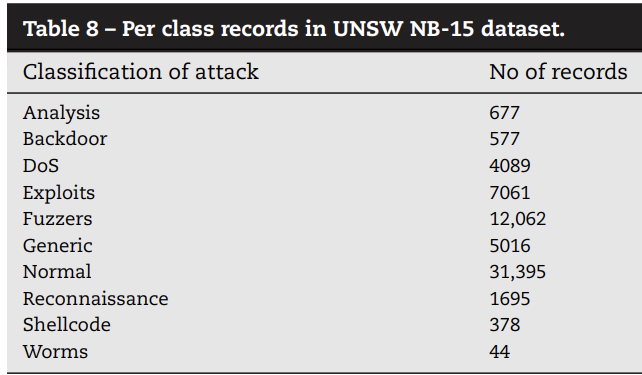 Table 8 – Per class records in UNSW NB-15 dataset.
Classification of attack No of records
Analysis 677
Backdoor 577
DoS 4089
Exploits 7061
Fuzzers 12,062
Generic 5016
Normal 31,395
Reconnaissance 1695
Shellcode 378
Worms 44